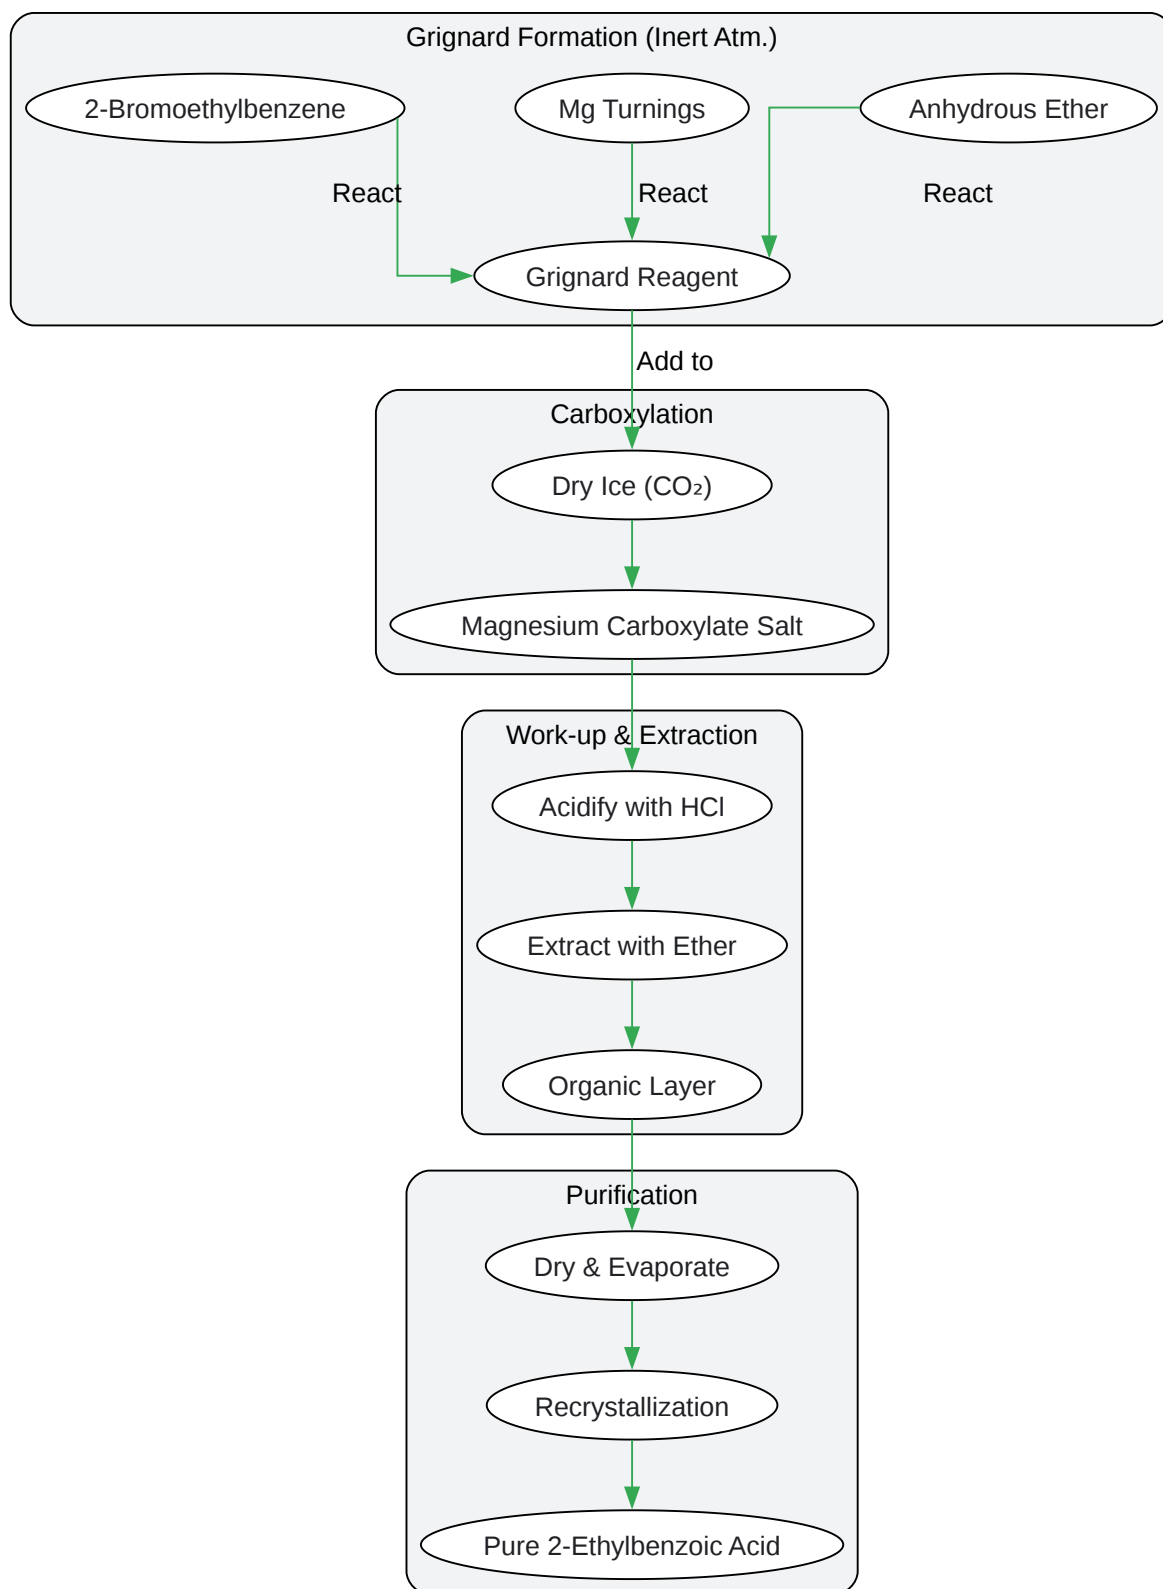 Grignard Formation (Inert Atm.)
2-Bromoethylbenzene
Mg Turnings
Anhydrous Ether
React
React
React
Grignard Reagent
Add to
Carboxylation
Dry Ice (CO₂)
Magnesium Carboxylate Salt
Work-up & Extraction
Acidify with HCl
Extract with Ether
Organic Layer
Purification
Dry & Evaporate
Recrystallization
Pure 2-Ethylbenzoic Acid